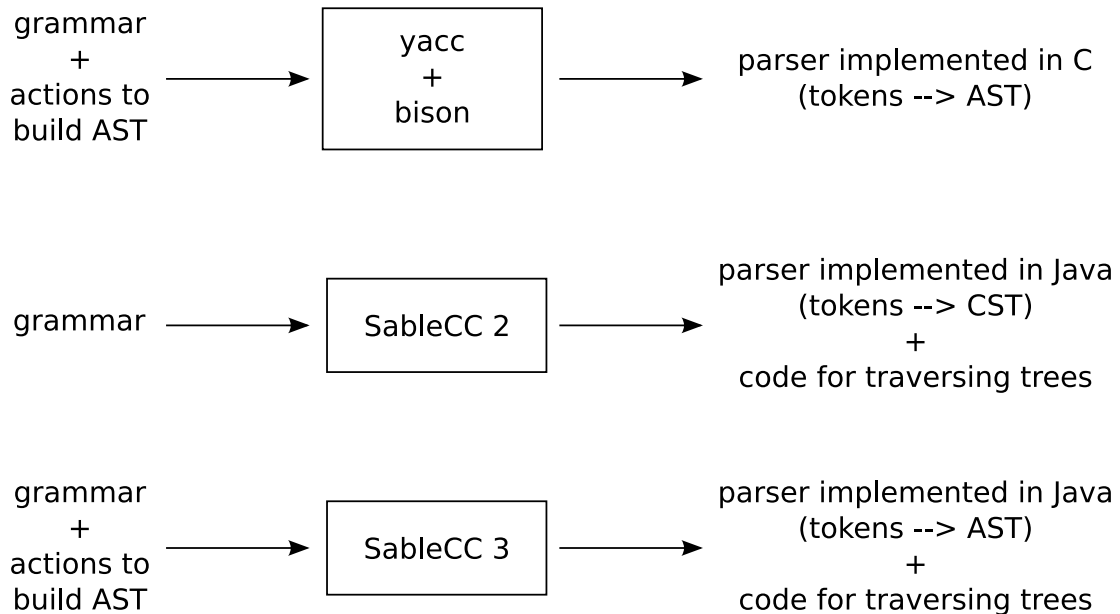 grammar
+
actions to
build AST
yacc
+
bison
parser implemented in C
(tokens --> AST)
grammar
SableCC 2
parser implemented in Java
(tokens --> CST)
+
code for traversing trees
grammar
+
actions to
build AST
SableCC 3
parser implemented in Java
(tokens --> AST)
+
code for traversing trees